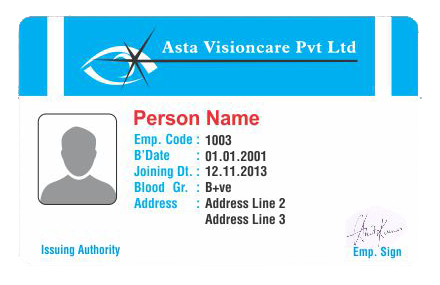 Asta Visioncare Pvt Ltd
Person Name
Emp. Code : 1003
B'Date : 01.01.2001
Joining Dt. : 12.11.2013
Blood Gr. : B+ve
Address : Address Line 2
Address Line 3
Issuing Authority
Emp. Sign